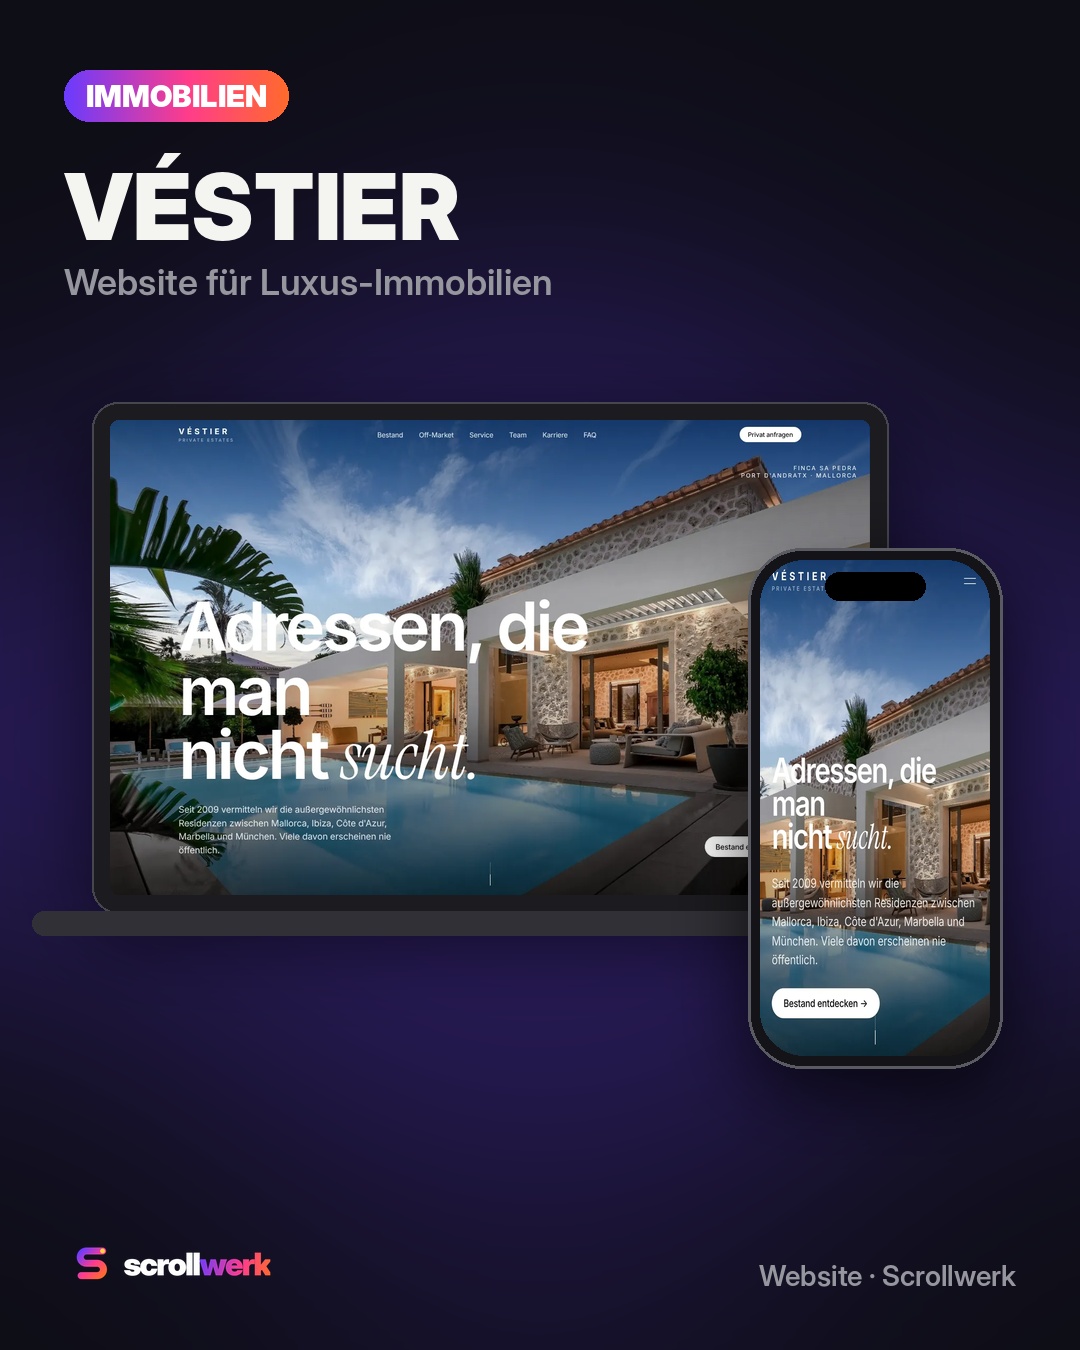 IMMOBILIEN
VÉSTIER
Website für Luxus-Immobilien
VÉSTIER
PRIVATE ESTATES
Bestand Off-Market Service Team Karriere FAQ
Privat anfragen
FINCA SA PEDRA
PORT D'ANDRATX · MALLORCA
Adressen, die
man
nicht sucht.
Seit 2009 vermitteln wir die außergewöhnlichsten
Residenzen zwischen Mallorca, Ibiza, Côte d'Azur,
Marbella und München. Viele davon erscheinen nie
öffentlich.
Bestand
VÉSTIER
PRIVATE
Adressen, die
man
nicht sucht.
Seit 2009 vermitteln wir die
außergewöhnlichsten Residenzen zwischen
Mallorca, Ibiza, Côte d'Azur, Marbella und
München. Viele davon erscheinen nie
öffentlich.
Bestand entdecken →
scrollwerk
Website · Scrollwerk